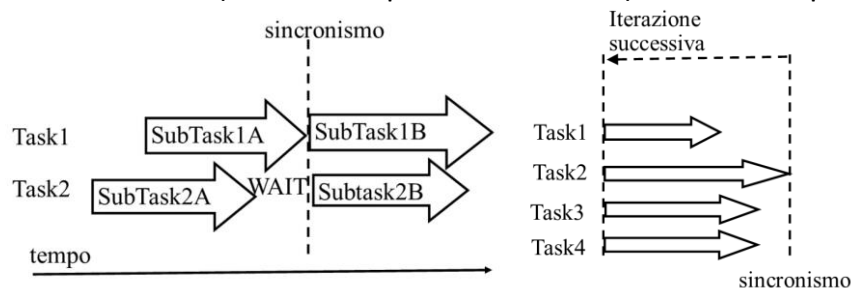 sincronismo
Task1
SubTask1A
SubTask1B
Task2
SubTask2A
WAIT
Subtask2B
tempo
Iterazione
successiva
Task1
Task2
Task3
Task4
sincronismo